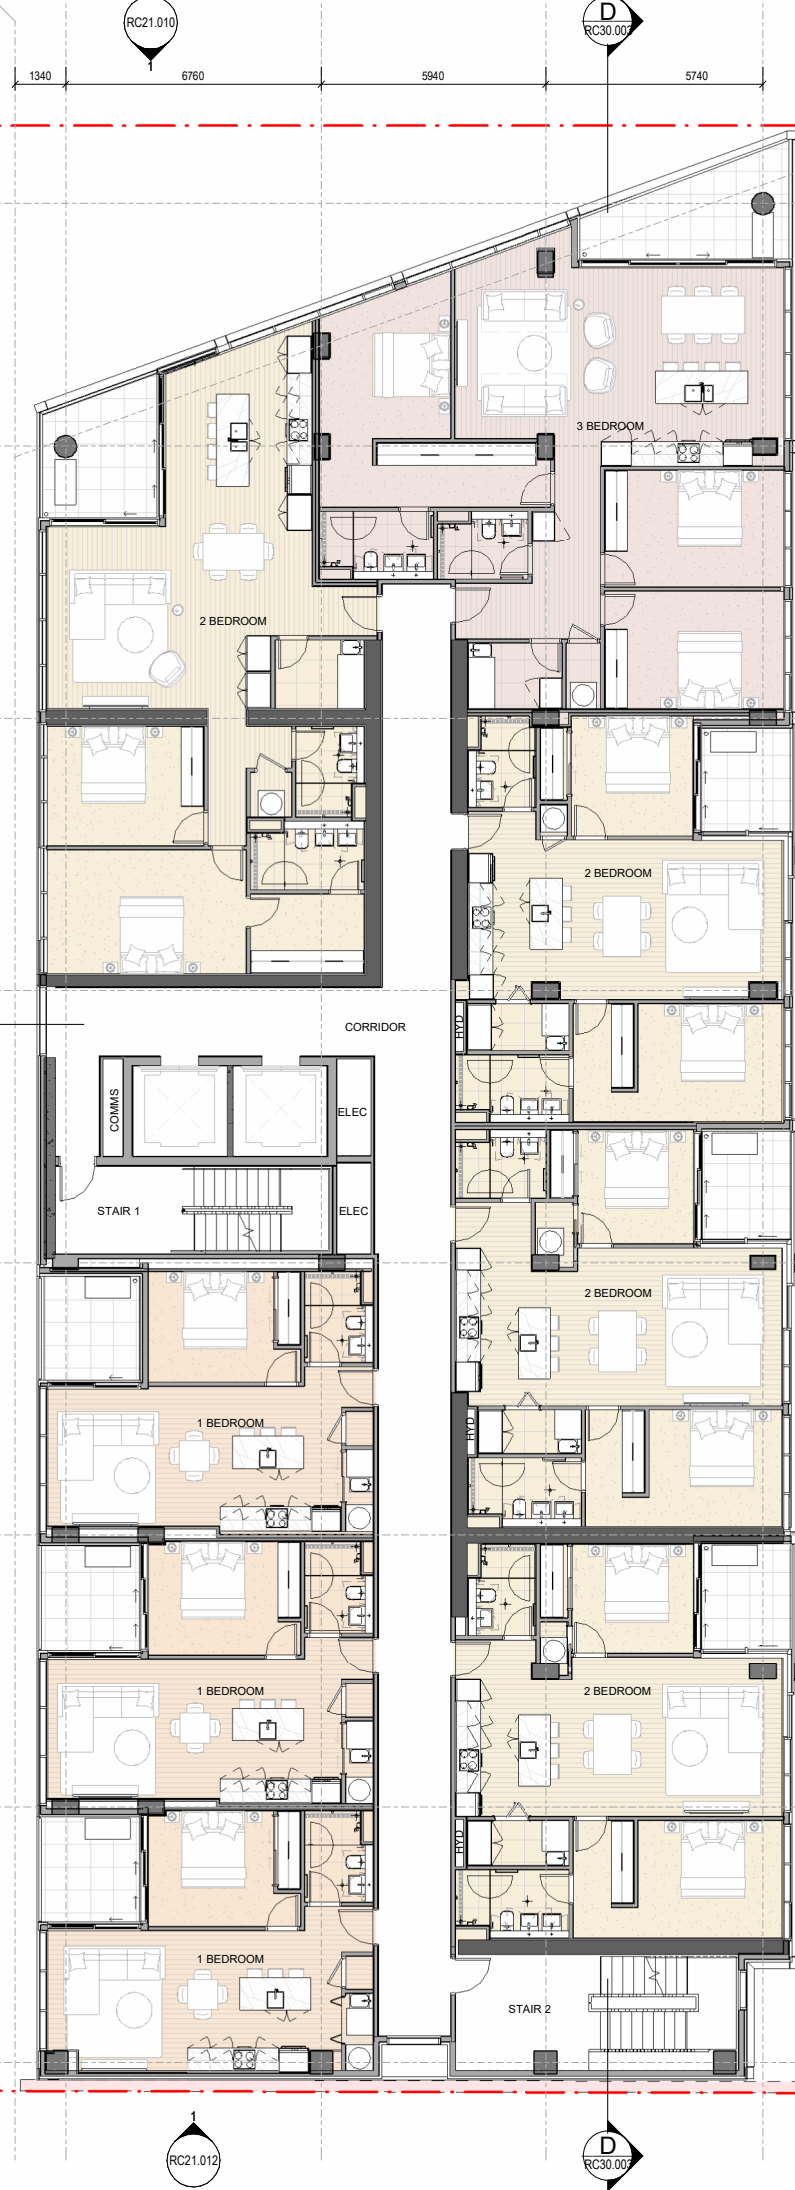 RC21.010
1
D
RC30.003
1340
6760
5940
5740
3 BEDROOM
2 BEDROOM
2 BEDROOM
HYD
CORRIDOR
COMMS
ELEC
STAIR 1
ELEC
2 BEDROOM
1 BEDROOM
HYD
1 BEDROOM
2 BEDROOM
HYD
1 BEDROOM
STAIR 2
1
RC21.012
D
RC30.003